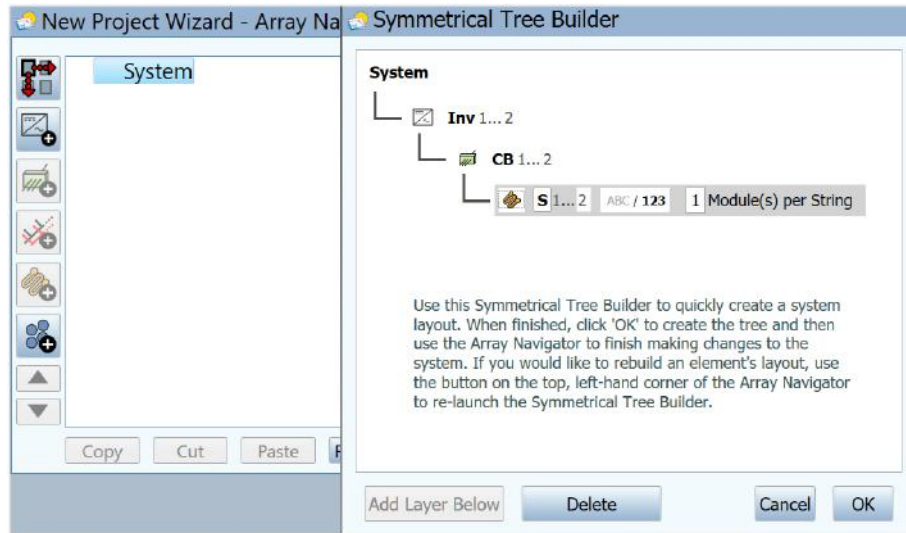 New Project Wizard - Array Na
System
Copy
Cut
Paste
Symmetrical Tree Builder
System
Inv 1... 2
CB 1... 2
S 1... 2 ABC / 123 1 Module(s) per String
Use this Symmetrical Tree Builder to quickly create a system
layout. When finished, click 'OK' to create the tree and then
use the Array Navigator to finish making changes to the
system. If you would like to rebuild an element's layout, use
the button on the top, left-hand corner of the Array Navigator
to re-launch the Symmetrical Tree Builder.
Add Layer Below
Delete
Cancel
OK